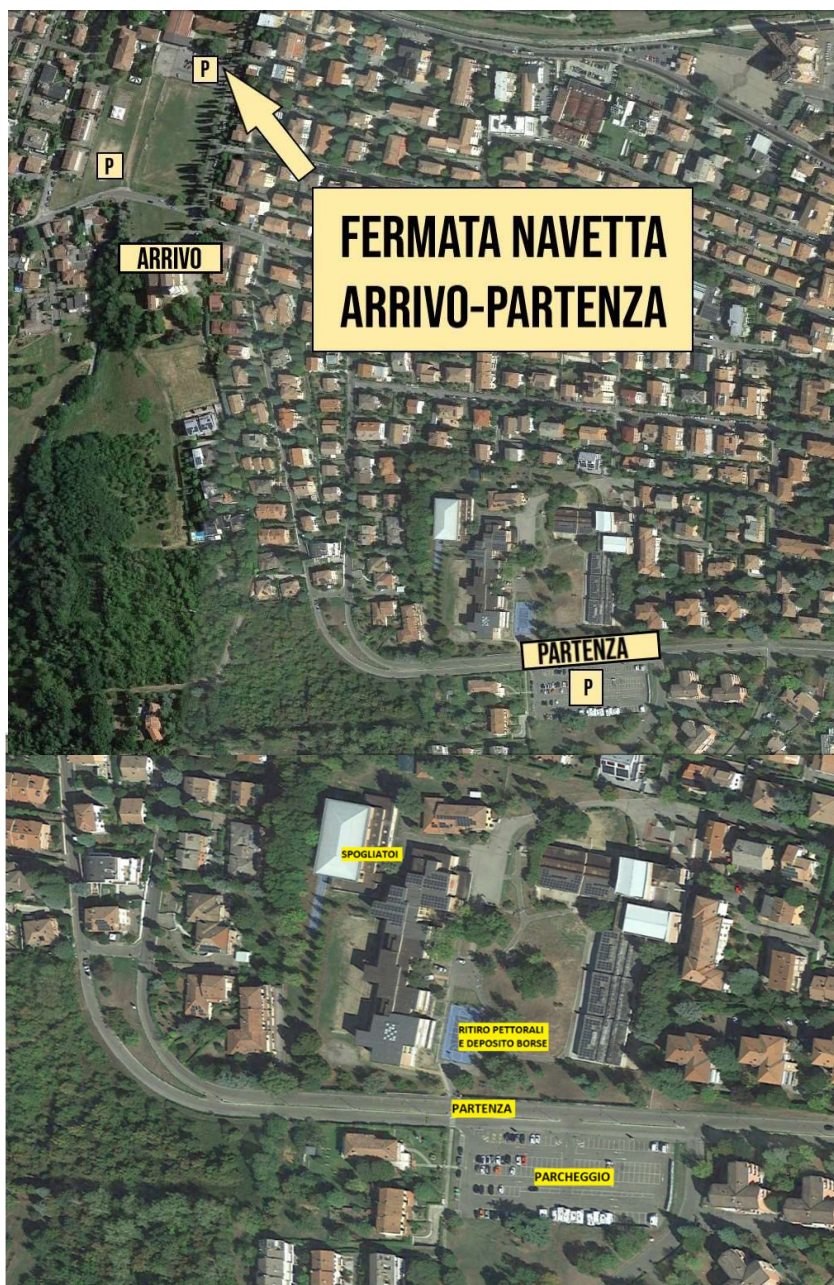 P
P
FERMATA NAVETTA
ARRIVO-PARTENZA
ARRIVO
PARTENZA
P
SPOGLIATOI
RITIRO PETTORALI
E DEPOSITO BORSE
PARTENZA
PARCHEGGIO